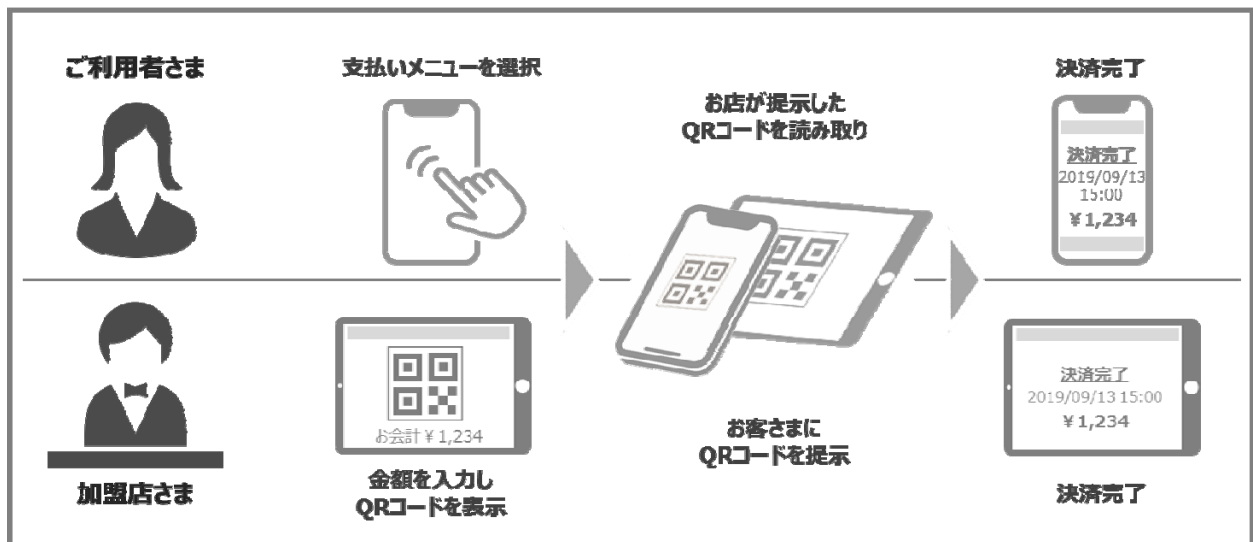 ご利用者さま
支払いメニューを選択
お店が提示した
QRコードを読み取り
決済完了
決済完了
2019/09/13
15:00
¥1,234
お会計¥1,234
加盟店さま
金額を入力し
QRコードを表示
お客さまに
QRコードを提示
決済完了
2019/09/13 15:00
¥1,234
決済完了